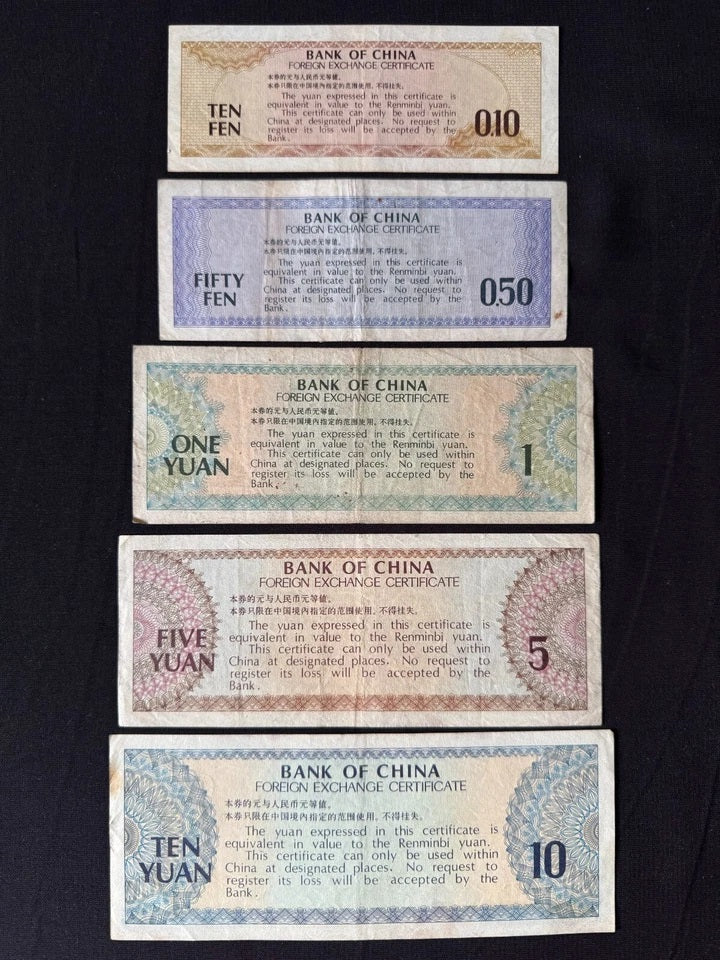 BANK OF CHINA
FOREIGN EXCHANGE CERTIFICATE
本券的元与人民币元等值。
本券只限在中国境内指定的范围使用，不得挂失。
The yuan expressed in this certificate is
equivalent in value to the Renminbi yuan.
This certificate can only be used within
China at designated places. No request to
register its loss will be accepted by the
Bank.
TEN
FEN
0.10
BANK OF CHINA
FOREIGN EXCHANGE CERTIFICATE
本券的元与人民币元等值。
本券只限在中国境内指定的范围使用，不得挂失。
The yuan expressed in this certificate is
equivalent in value to the Renminbi yuan.
This certificate can only be used within
China at designated places. No request to
register its loss will be accepted by the
Bank.
FIFTY
FEN
0.50
BANK OF CHINA
FOREIGN EXCHANGE CERTIFICATE
本券的元与人民币元等值。
本券只限在中国境内指定的范围使用，不得挂失。
The yuan expressed in this certificate is
equivalent in value to the Renminbi yuan.
This certificate can only be used within
China at designated places. No request to
register its loss will be accepted by the
Bank.
ONE
YUAN
1
BANK OF CHINA
FOREIGN EXCHANGE CERTIFICATE
本券的元与人民币元等值。
本券只限在中国境内指定的范围使用，不得挂失。
The yuan expressed in this certificate is
equivalent in value to the Renminbi yuan.
This certificate can only be used within
China at designated places. No request to
register its loss will be accepted by the
Bank.
FIVE
YUAN
5
BANK OF CHINA
FOREIGN EXCHANGE CERTIFICATE
本券的元与人民币元等值。
本券只限在中国境内指定的范围使用，不得挂失。
The yuan expressed in this certificate is
equivalent in value to the Renminbi yuan.
This certificate can only be used within
China at designated places. No request to
register its loss will be accepted by the
Bank.
TEN
YUAN
10